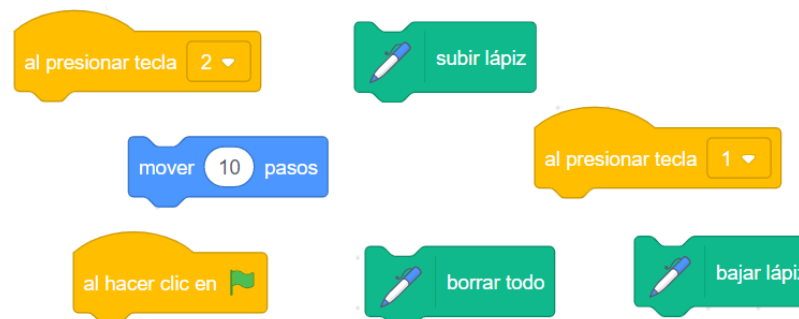 al presionar tecla 2
subir lápiz
mover 10 pasos
al presionar tecla 1
al hacer clic en
borrar todo
bajar lápiz